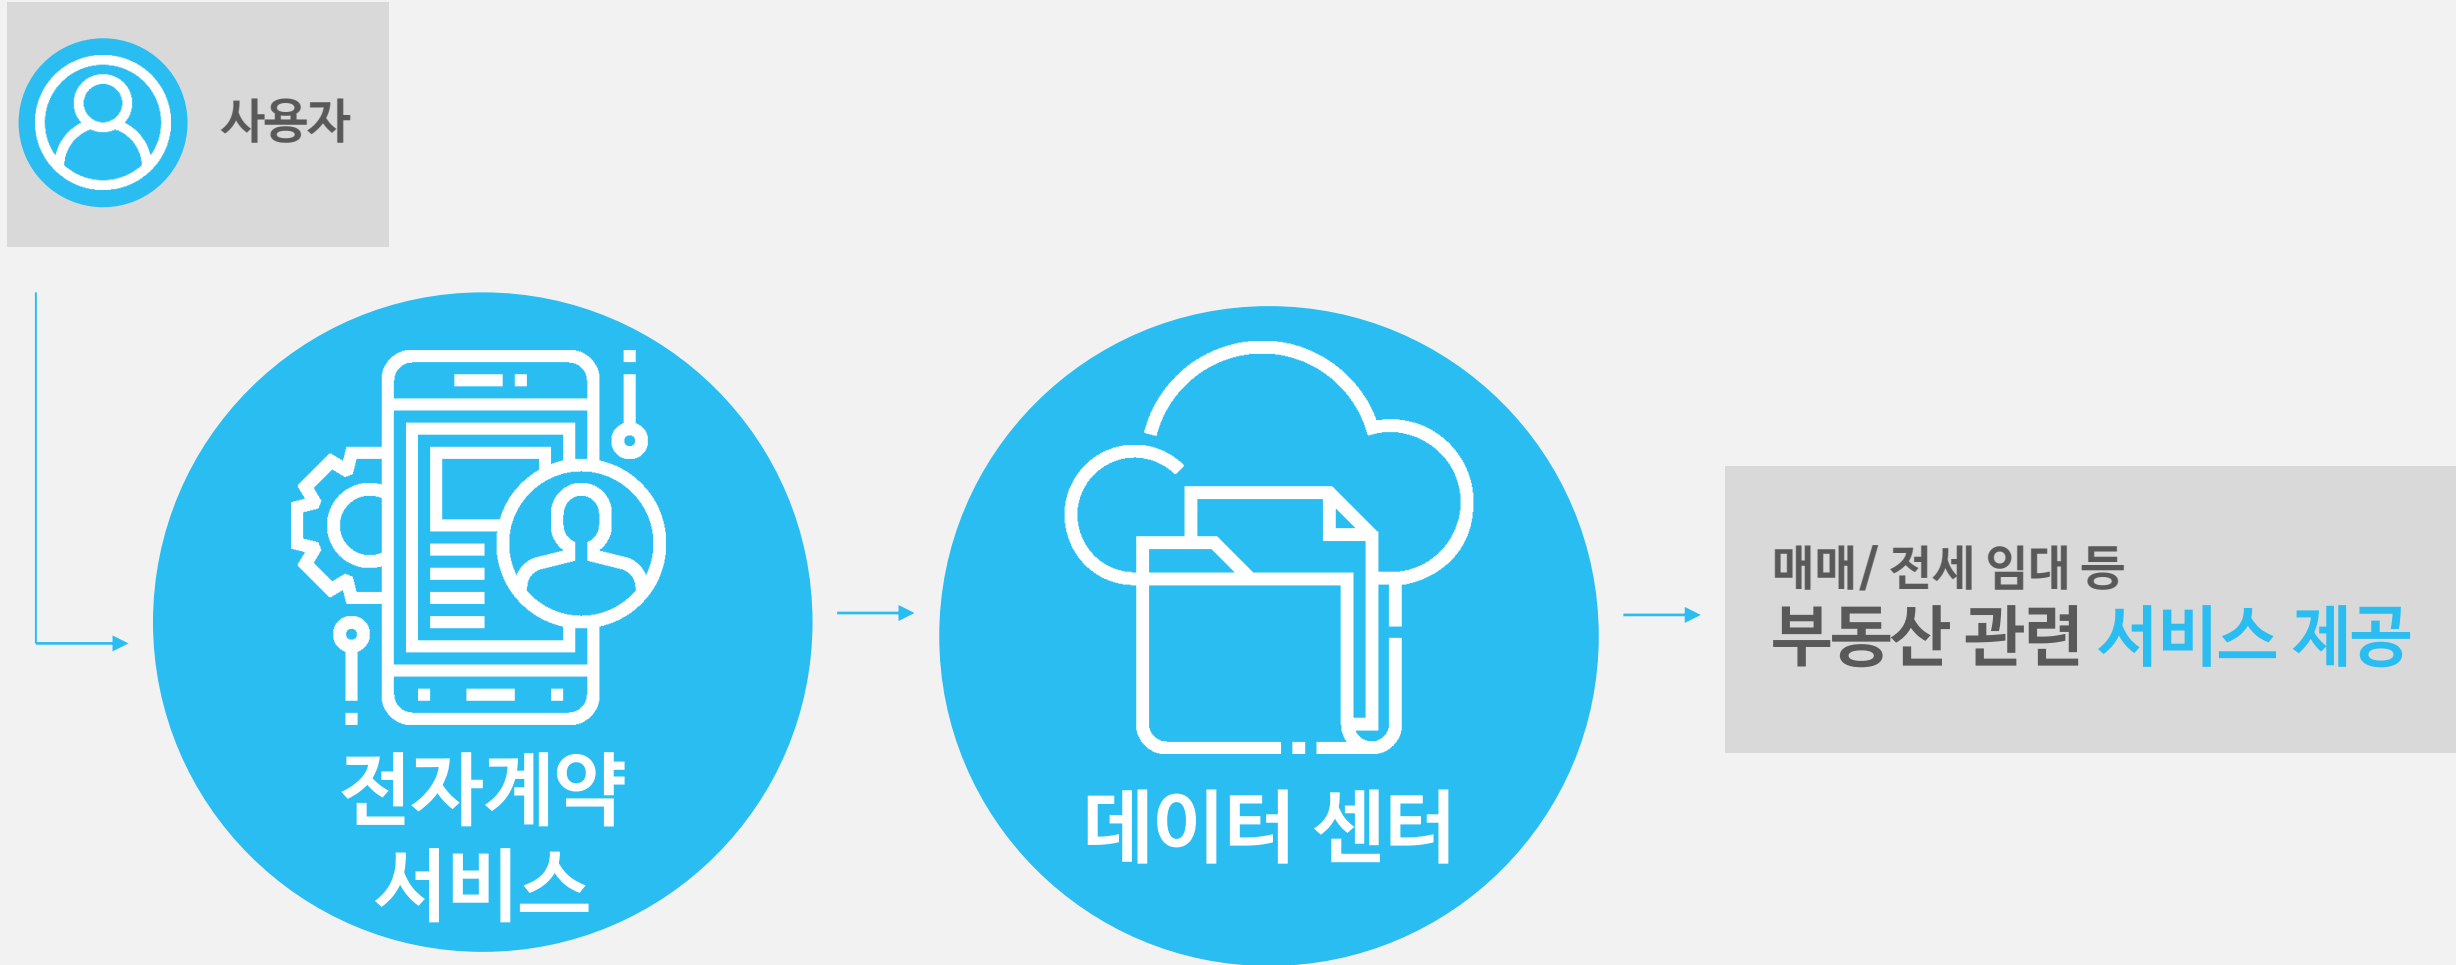 사용자
전자계약
서비스
데이터 센터
매매/ 전세 임대 등
부동산 관련 서비스 제공